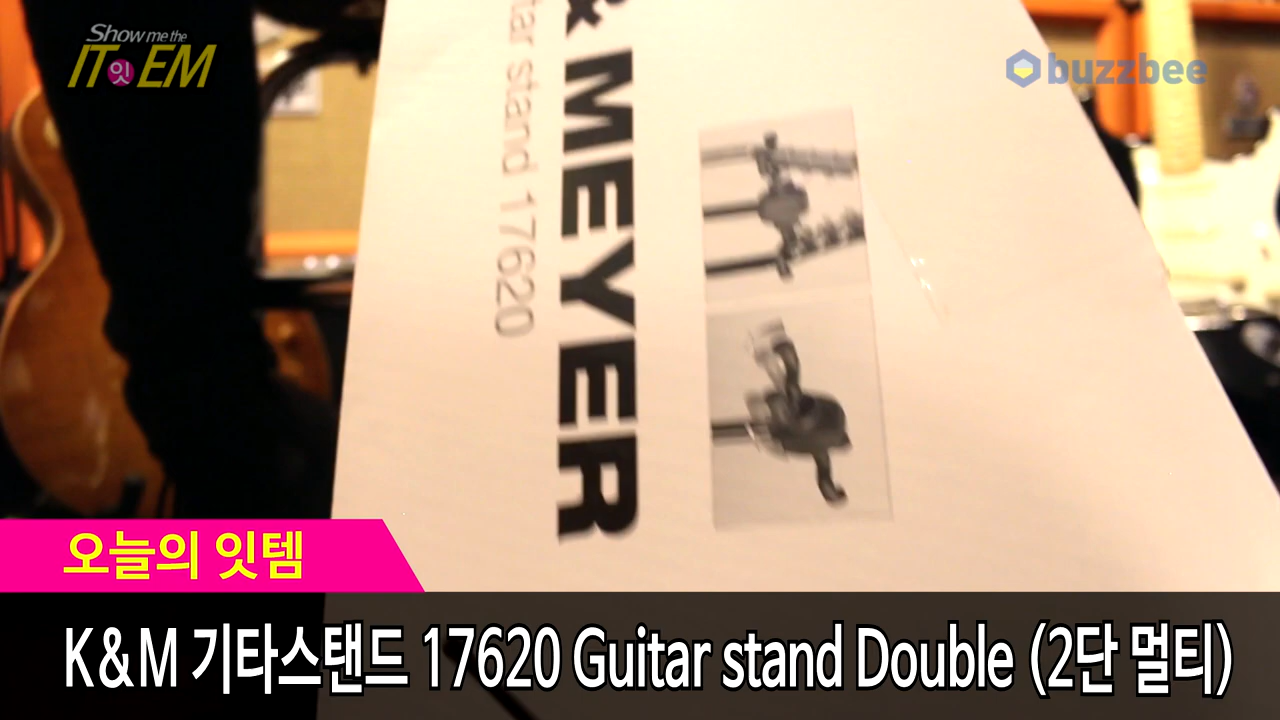 Show me the
IT잇EM
buzzbee
& MEYER
tar stand 17620
오늘의 잇템
K&M 기타스탠드 17620 Guitar stand Double (2단 멀티)